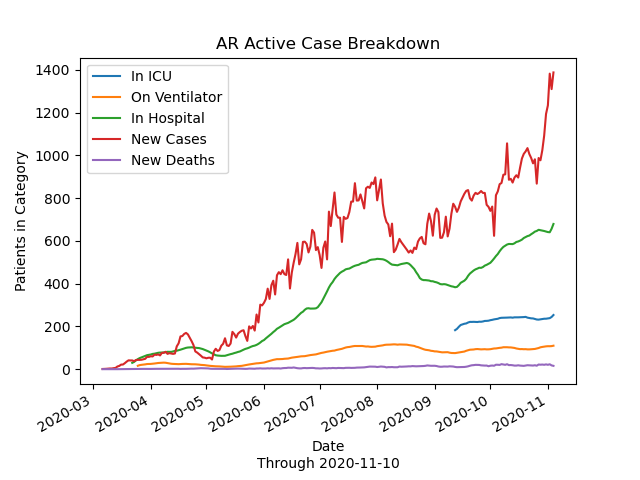 AR Active Case Breakdown
In ICU
On Ventilator
In Hospital
New Cases
New Deaths
Patients in Category
1400
1200
1000
800
600
400
200
0
2020-03
2020-04
2020-05
2020-06
2020-07
2020-08
2020-09
2020-10
2020-11
Date
Through 2020-11-10